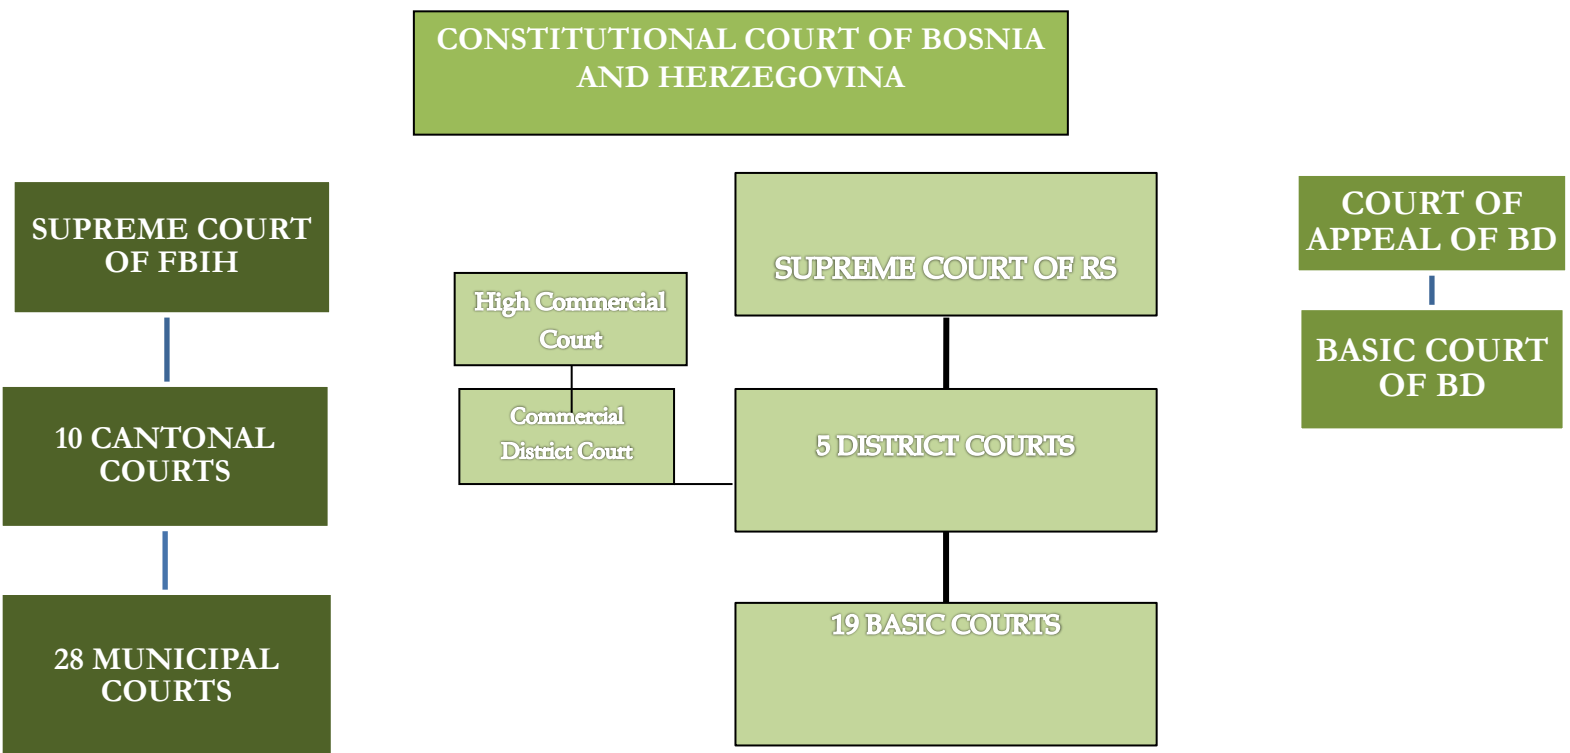 CONSTITUTIONAL COURT OF BOSNIA
AND HERZEGOVINA
SUPREME COURT
OF FBIH
10 CANTONAL
COURTS
28 MUNICIPAL
COURTS
High Commercial
Court
Commercial
District Court
SUPREME COURT OF RS
5 DISTRICT COURTS
19 BASIC COURTS
COURT OF
APPEAL OF BD
BASIC COURT
OF BD